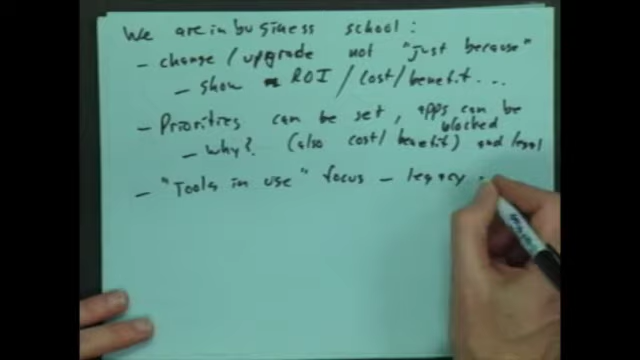 We are in business school:
- change / upgrade not "just because"
- show ROI / cost / benefit...
- Priorities can be set, apps can be
blocked
- why? (also cost / benefit) and legal
- "Tools in use" focus - legacy